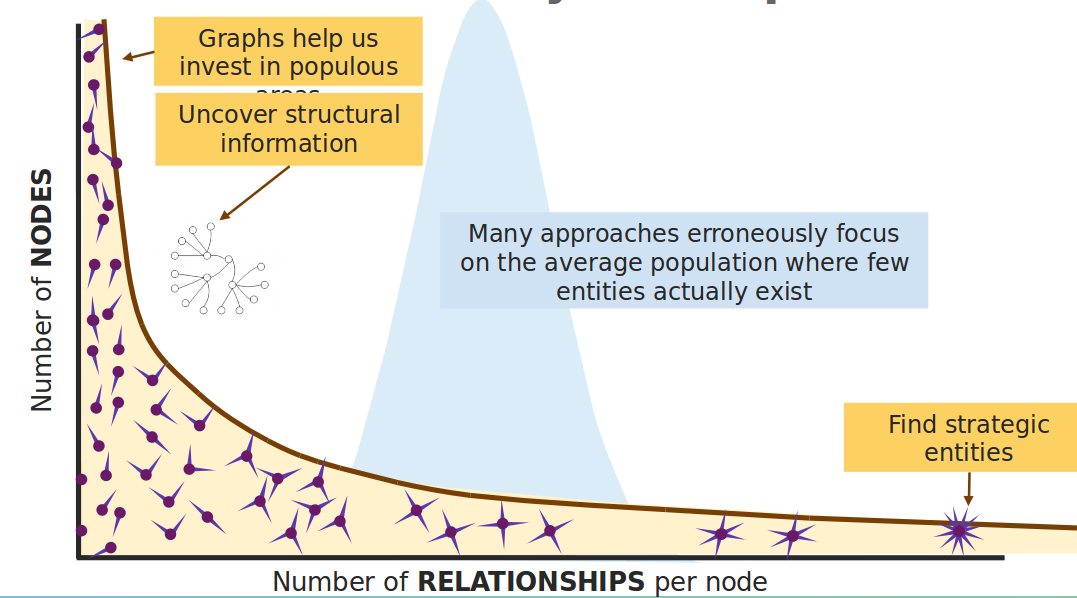 Graphs help us
invest in populous
areas
Uncover structural
information
Many approaches erroneously focus
on the average population where few
entities actually exist
Find strategic
entities
Number of NODES
Number of RELATIONSHIPS per node